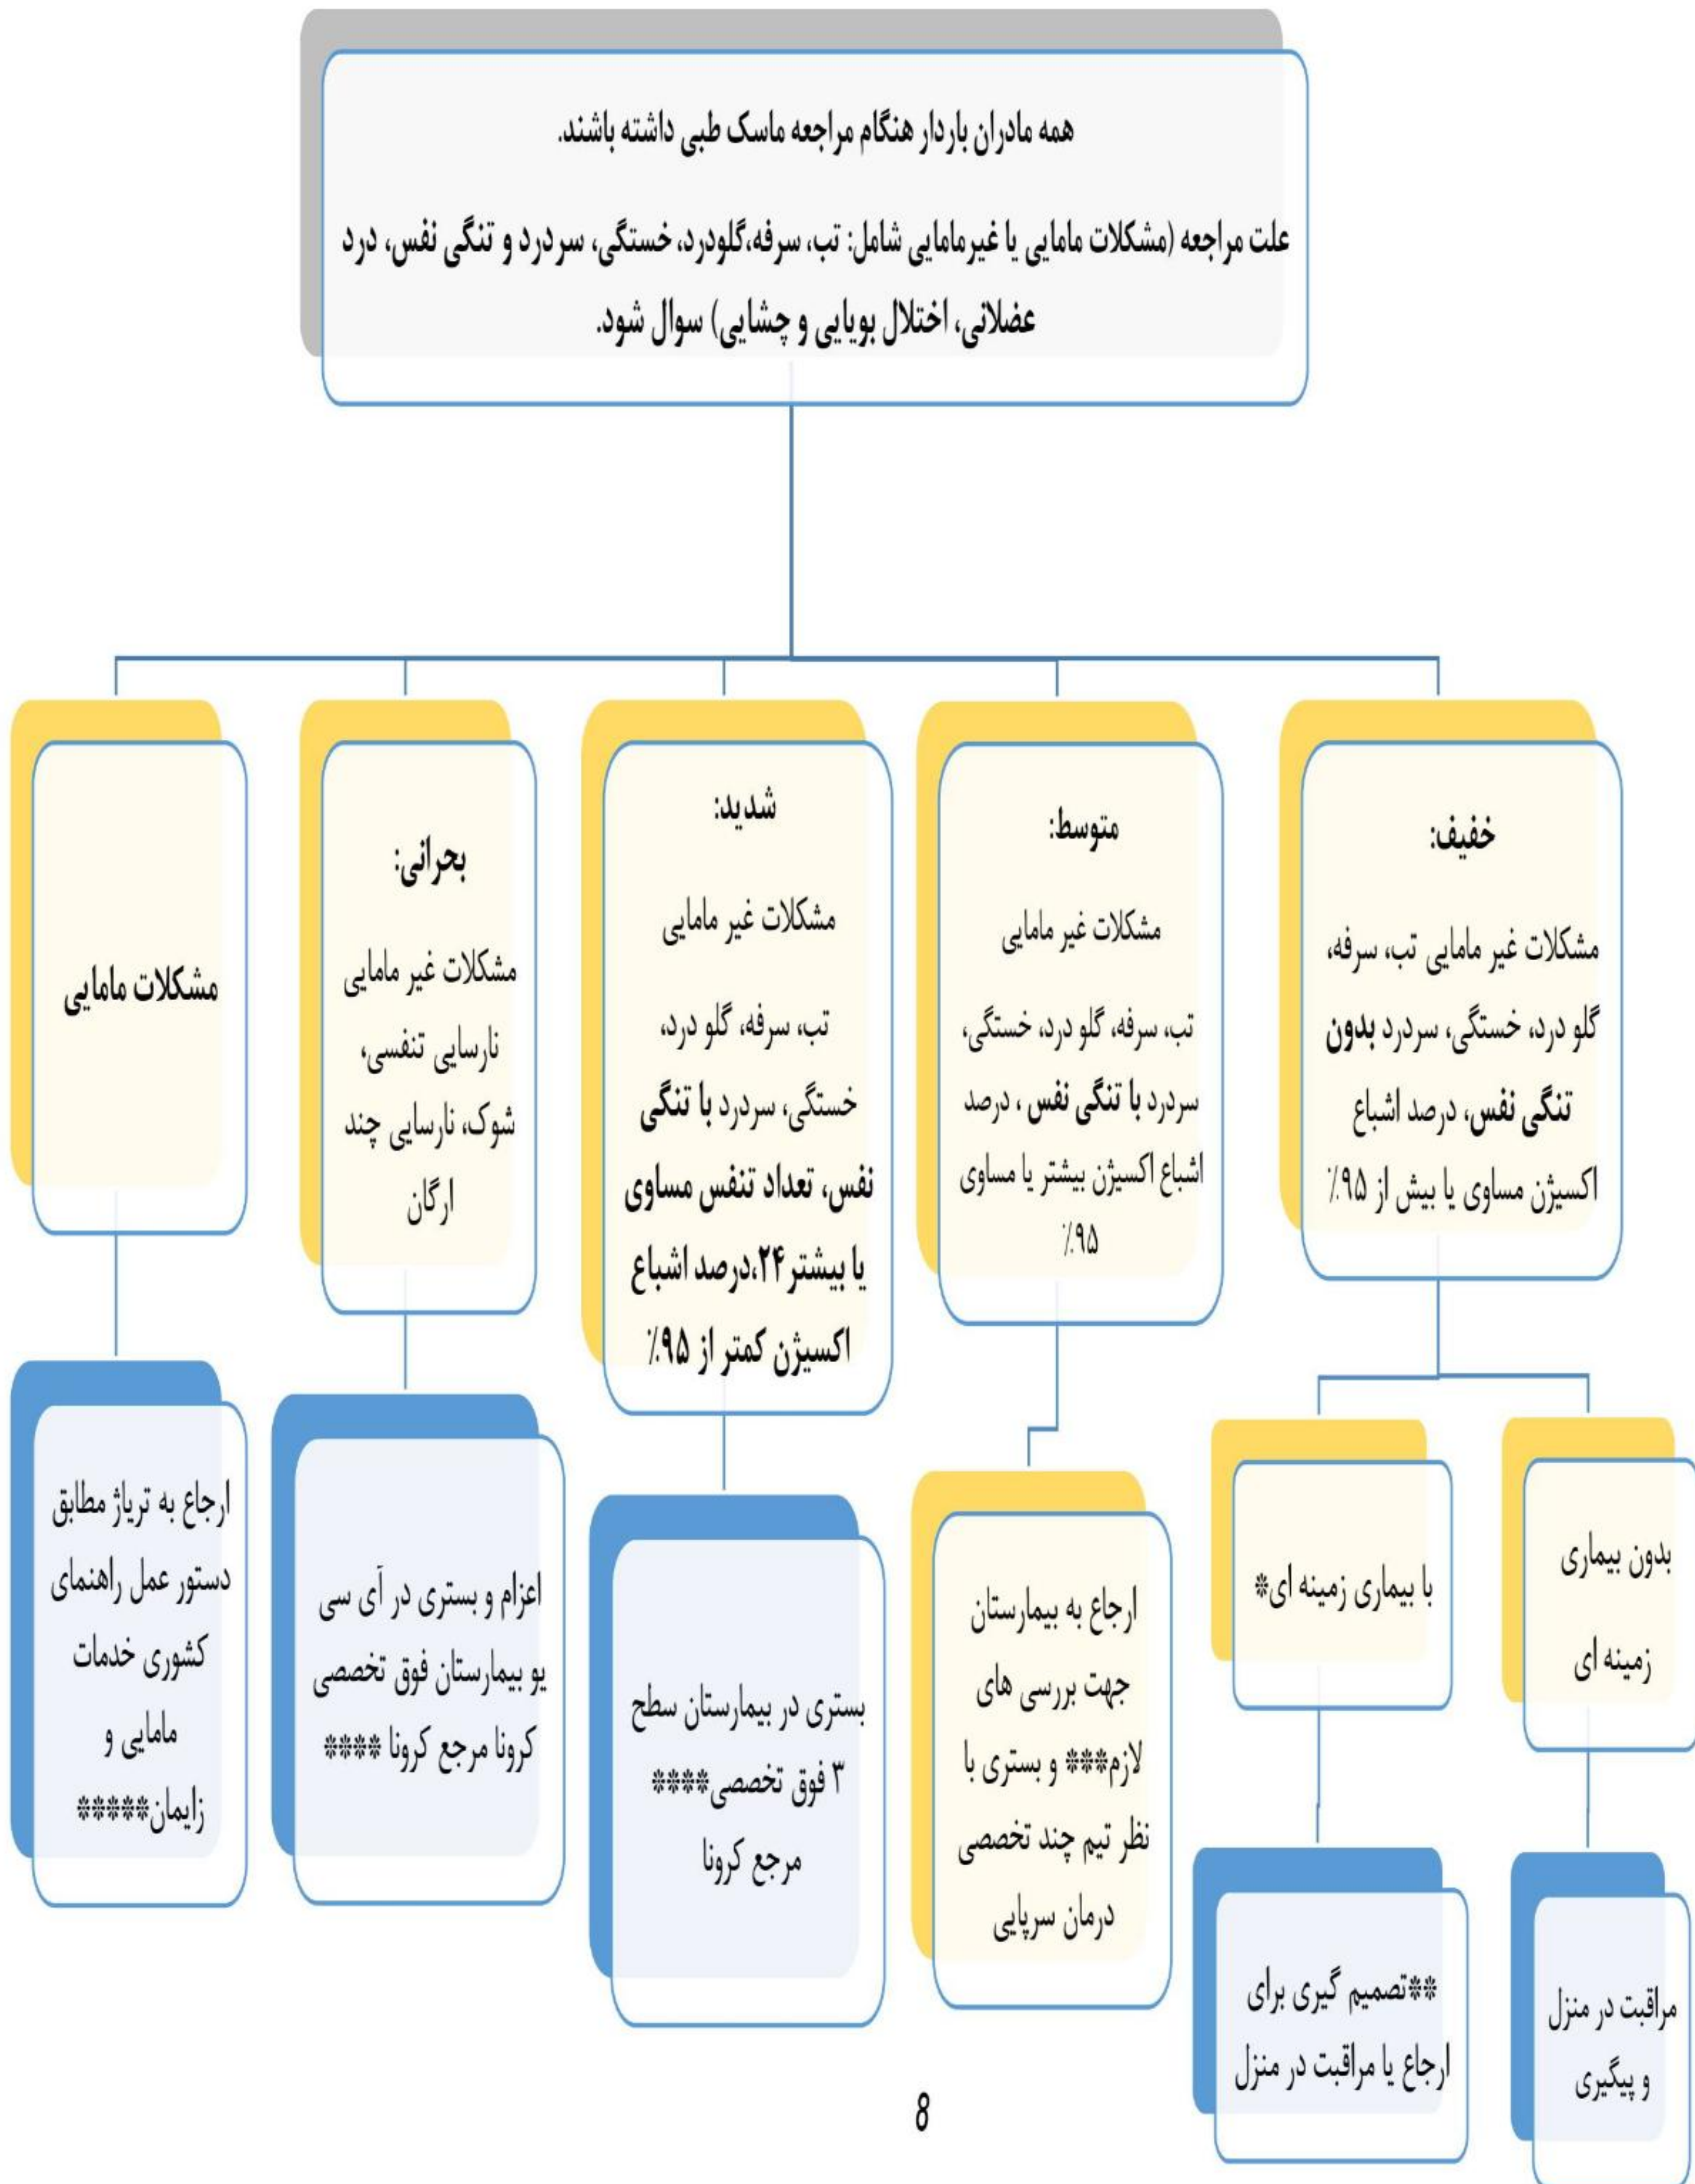 همه مادران باردار هنگام مراجعه ماسک طبی داشته باشند.
علت مراجعه (مشکلات مامایی یا غیرمامایی شامل: تب، سرفه،گلودرد، خستگی، سردرد و تنگی نفس، درد
عضلانی، اختلال بویایی و چشایی) سوال شود.
خفیف:
مشکلات غیر مامایی تب، سرفه،
گلو درد، خستگی، سردرد بدون
تنگی نفس، درصد اشباع
اکسیژن مساوی یا بیش از ۹۵٪
متوسط:
مشکلات غیر مامایی
تب، سرفه، گلو درد، خستگی،
سردرد با تنگی نفس ، درصد
اشباع اکسیژن بیشتر یا مساوی
۹۵٪
شدید:
مشکلات غیر مامایی
تب، سرفه، گلو درد،
خستگی، سردرد با تنگی
نفس، تعداد تنفس مساوی
یا بیشتر ۲۴،درصد اشباع
اکسیژن کمتر از ۹۵٪
بحرانی:
مشکلات غیر مامایی
نارسایی تنفسی،
شوک، نارسایی چند
ارگان
مشکلات مامایی
بدون بیماری
زمینه ای
با بیماری زمینه ای*
ارجاع به بیمارستان
جهت بررسی های
لازم*** و بستری با
نظر تیم چند تخصصی
درمان سرپایی
بستری در بیمارستان سطح
۳ فوق تخصصی****
مرجع کرونا
اعزام و بستری در آی سی
یو بیمارستان فوق تخصصی
کرونا مرجع کرونا ****
ارجاع به تریاژ مطابق
دستور عمل راهنمای
کشوری خدمات
مامایی و
زایمان*****
مراقبت در منزل
و پیگیری
**تصمیم گیری برای
ارجاع یا مراقبت در منزل
8